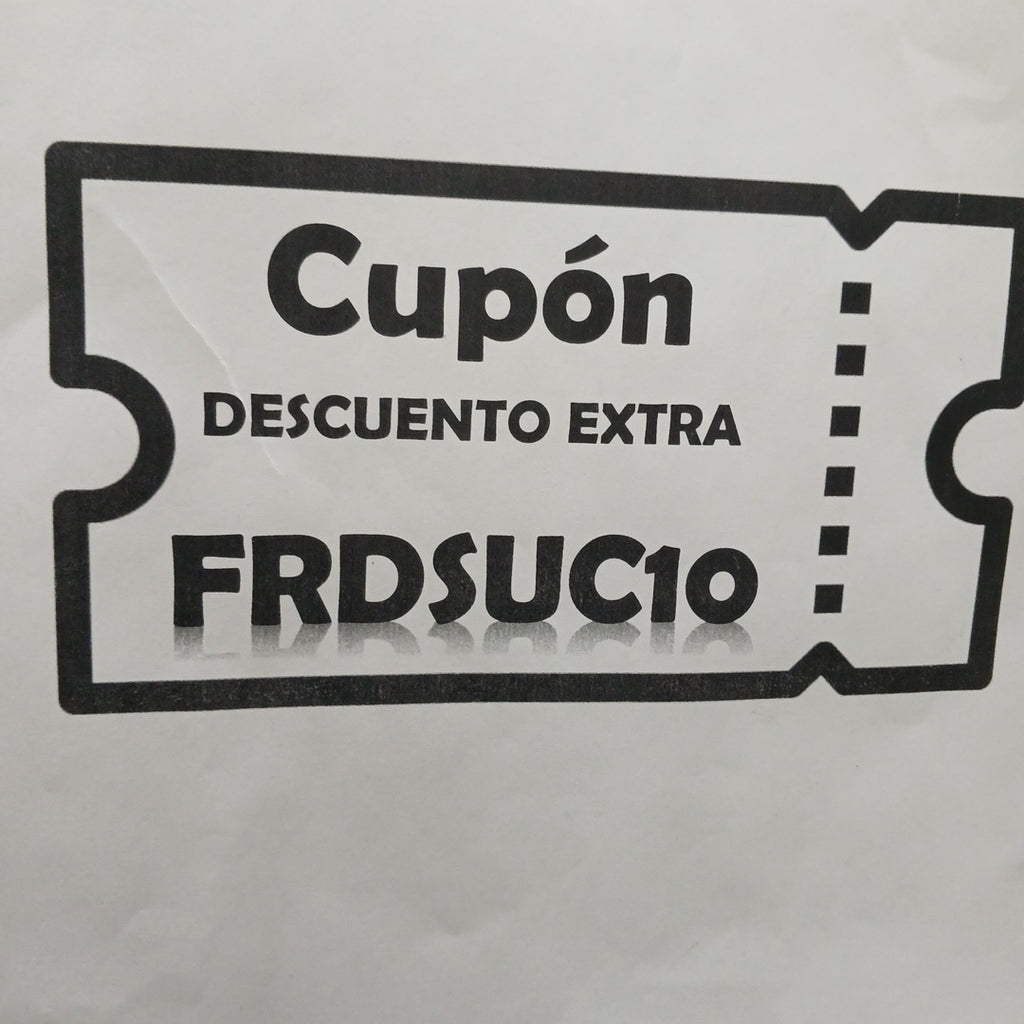 Cupón
DESCUENTO EXTRA
FRDSUC10